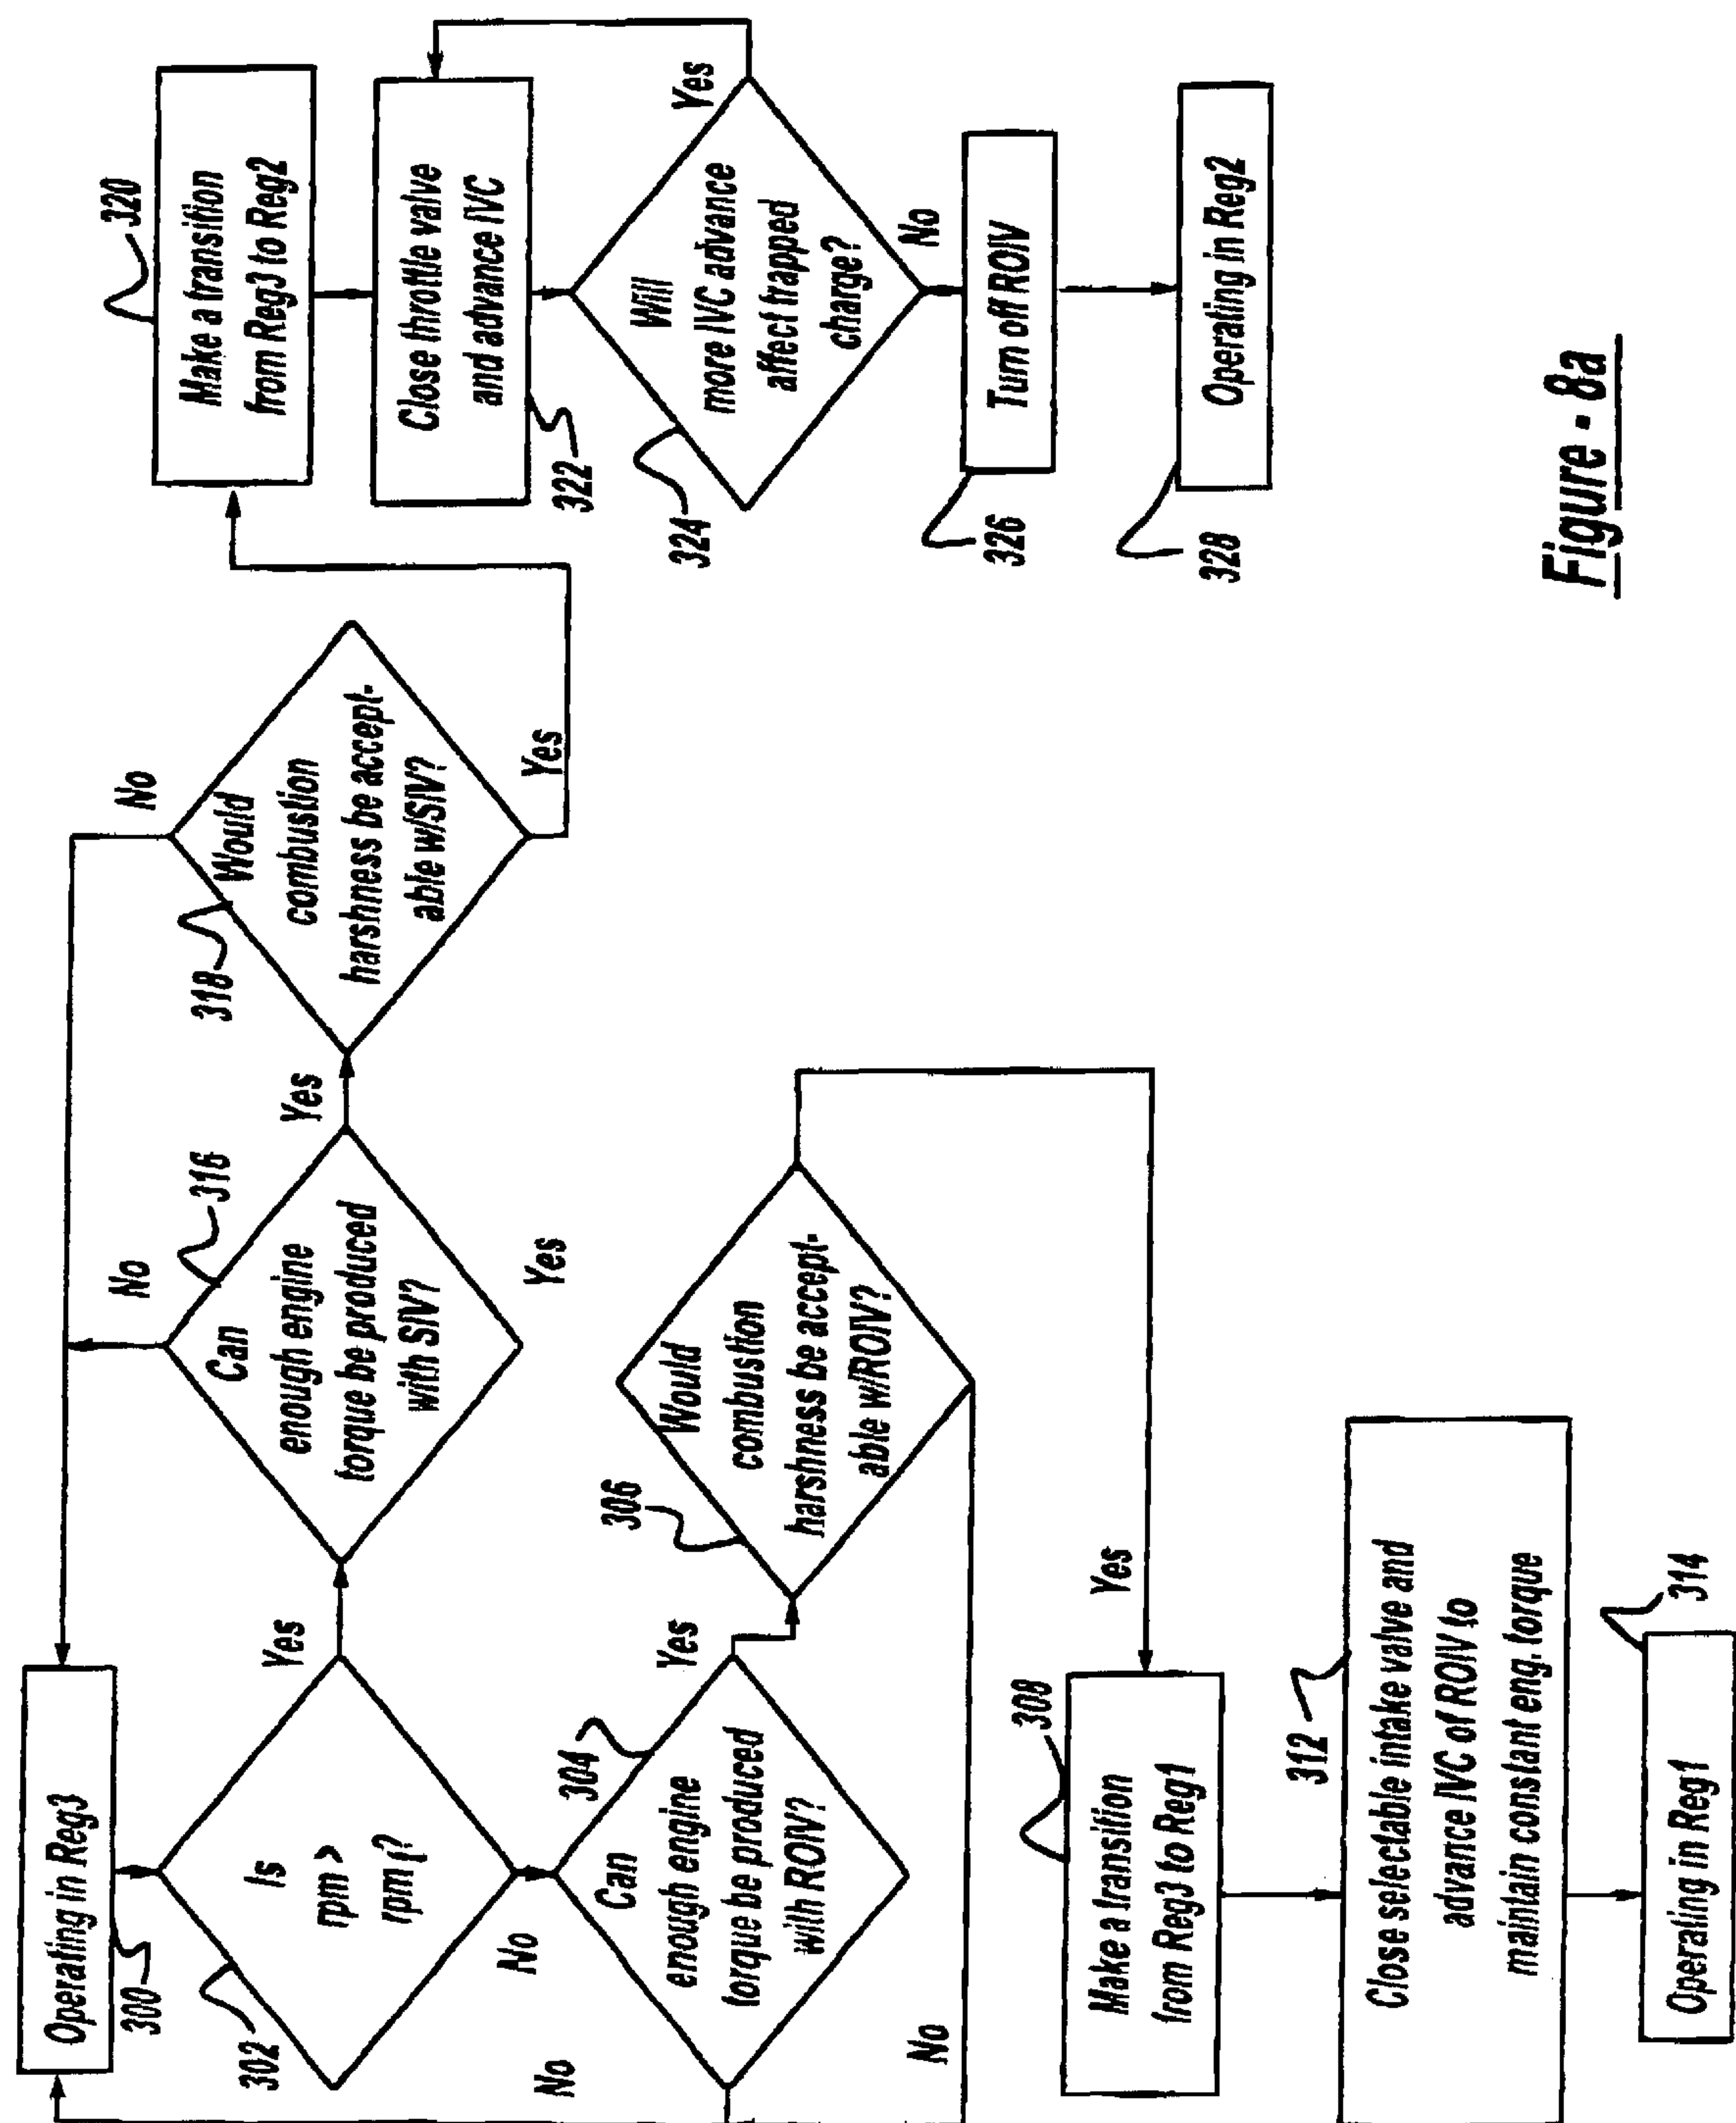 Operating in Reg3
300
Is
rpm >
rpm1?
302
Yes
No
Can
enough engine
torque be produced
with SIV?
316
No
Yes
Would
combustion
harshness be accept-
able w/SIV?
318
No
Yes
Make a transition
from Reg3 to Reg2
320
Close throttle valve
and advance IVC
322
Will
more IVC advance
affect trapped
charge?
324
Yes
No
Turn off ROIV
326
Operating in Reg2
328
Can
enough engine
torque be produced
with ROIV?
304
No
Yes
Would
combustion
harshness be accept-
able w/ROIV?
306
Yes
No
Yes
Make a transition
from Reg3 to Reg1
308
Close selectable intake valve and
advance IVC of ROIV to
maintain constant eng. torque
312
Operating in Reg1
314
Figure - 8a